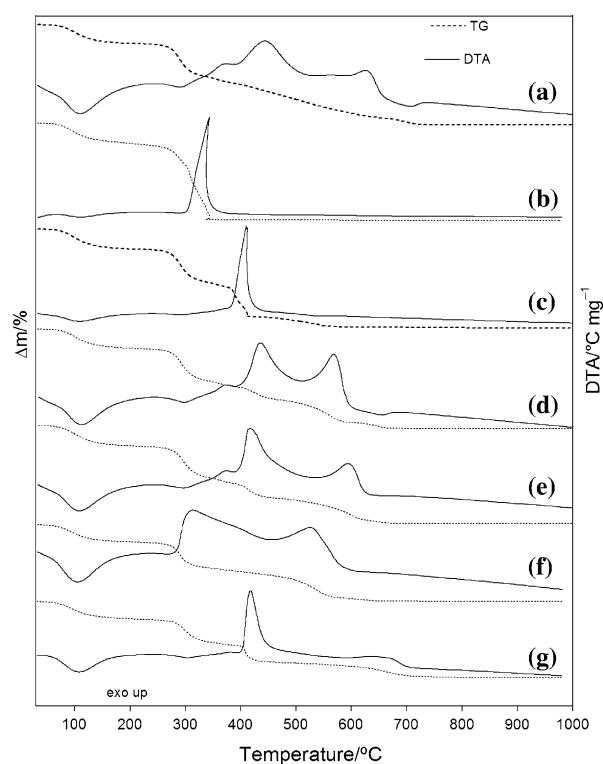 TG
DTA
(a)
(b)
(c)
(d)
(e)
(f)
(g)
Δm/%
DTA/°C mg⁻¹
exo up
100 200 300 400 500 600 700 800 900 1000
Temperature/ºC